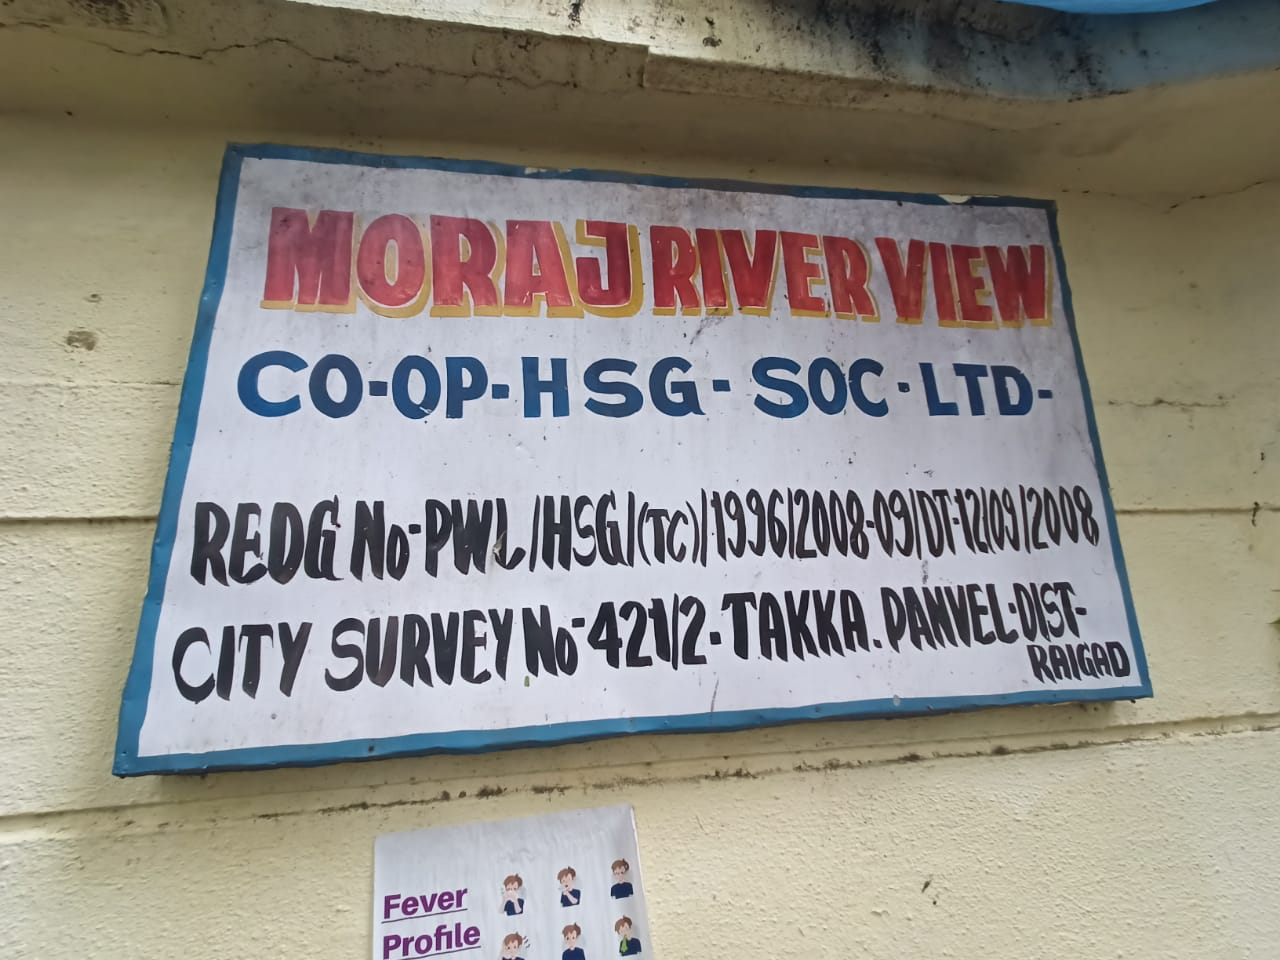 MORAJ RIVER VIEW
CO-OP-HSG-SOC.LTD-
REDG No-PWL/HSG/(TC)/1996/2008-09/DT-12/09/2008,
CITY SURVEY No-421/2-TAKKA. PANVEL-DIST-
RAIGAD
Fever
Profile